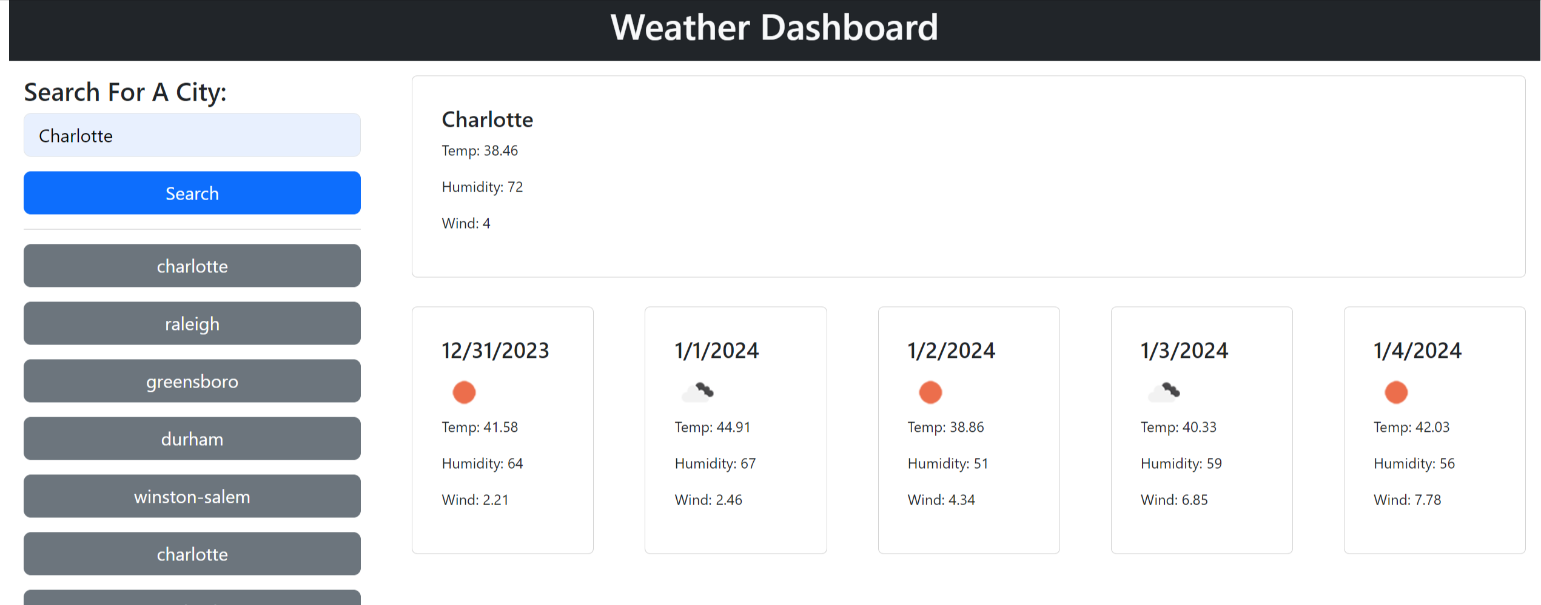 Weather Dashboard
Search For A City:
Charlotte
Search
charlotte
raleigh
greensboro
durham
winston-salem
charlotte
Charlotte
Temp: 38.46
Humidity: 72
Wind: 4
12/31/2023
Temp: 41.58
Humidity: 64
Wind: 2.21
1/1/2024
Temp: 44.91
Humidity: 67
Wind: 2.46
1/2/2024
Temp: 38.86
Humidity: 51
Wind: 4.34
1/3/2024
Temp: 40.33
Humidity: 59
Wind: 6.85
1/4/2024
Temp: 42.03
Humidity: 56
Wind: 7.78